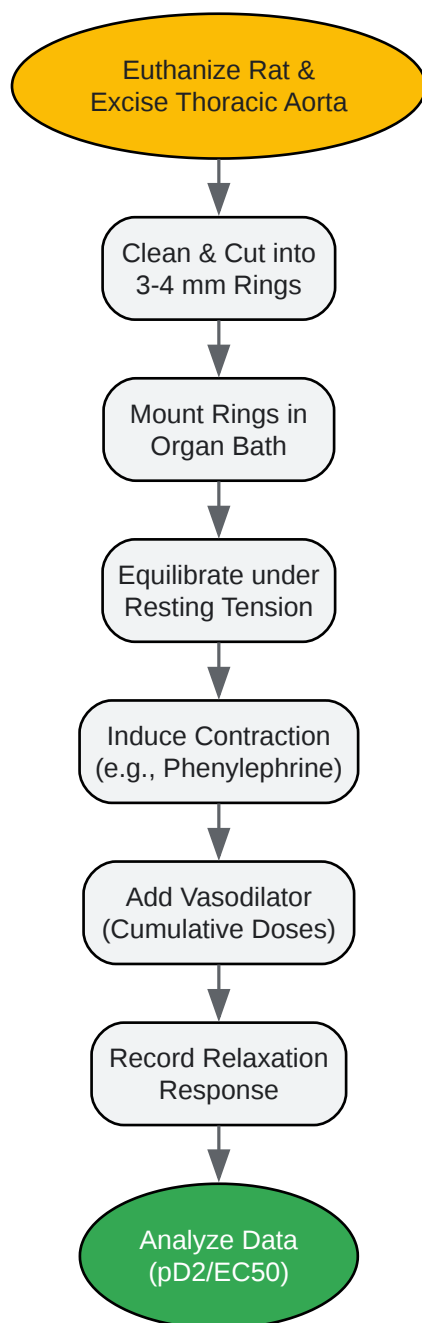 Euthanize Rat &
Excise Thoracic Aorta
Clean & Cut into
3-4 mm Rings
Mount Rings in
Organ Bath
Equilibrate under
Resting Tension
Induce Contraction
(e.g., Phenylephrine)
Add Vasodilator
(Cumulative Doses)
Record Relaxation
Response
Analyze Data
(pD2/EC50)